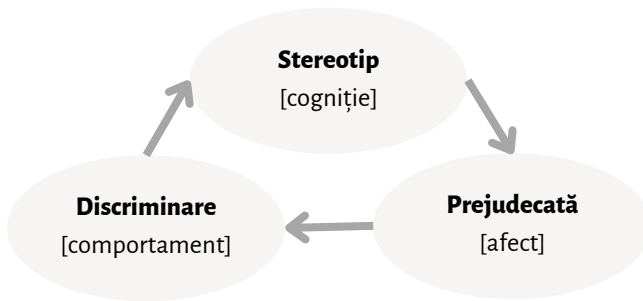 Stereotip
[cogniție]
Discriminare
[comportament]
Prejudecată
[afect]